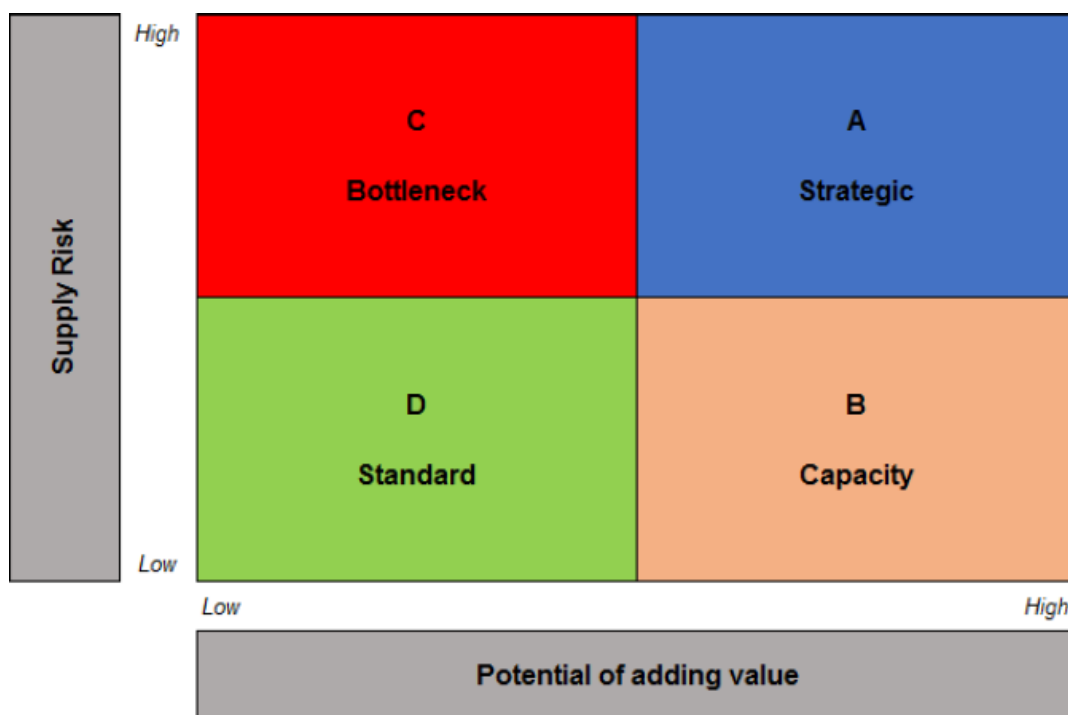 High
C
Bottleneck
A
Strategic
Supply Risk
D
Standard
B
Capacity
Low
Low
High
Potential of adding value